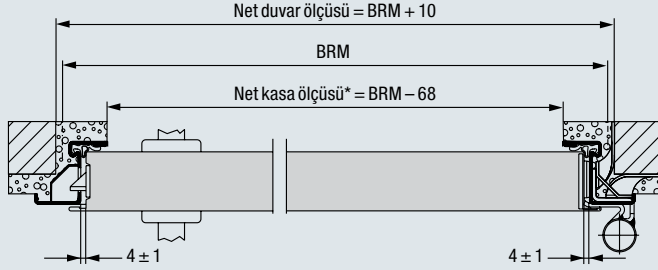 Net duvar ölçüsü = BRM + 10
BRM
Net kasa ölçüsü* = BRM – 68
4 ± 1
4 ± 1